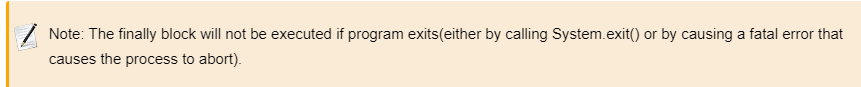 Note: The finally block will not be executed if program exits(either by calling System.exit() or by causing a fatal error that
causes the process to abort).